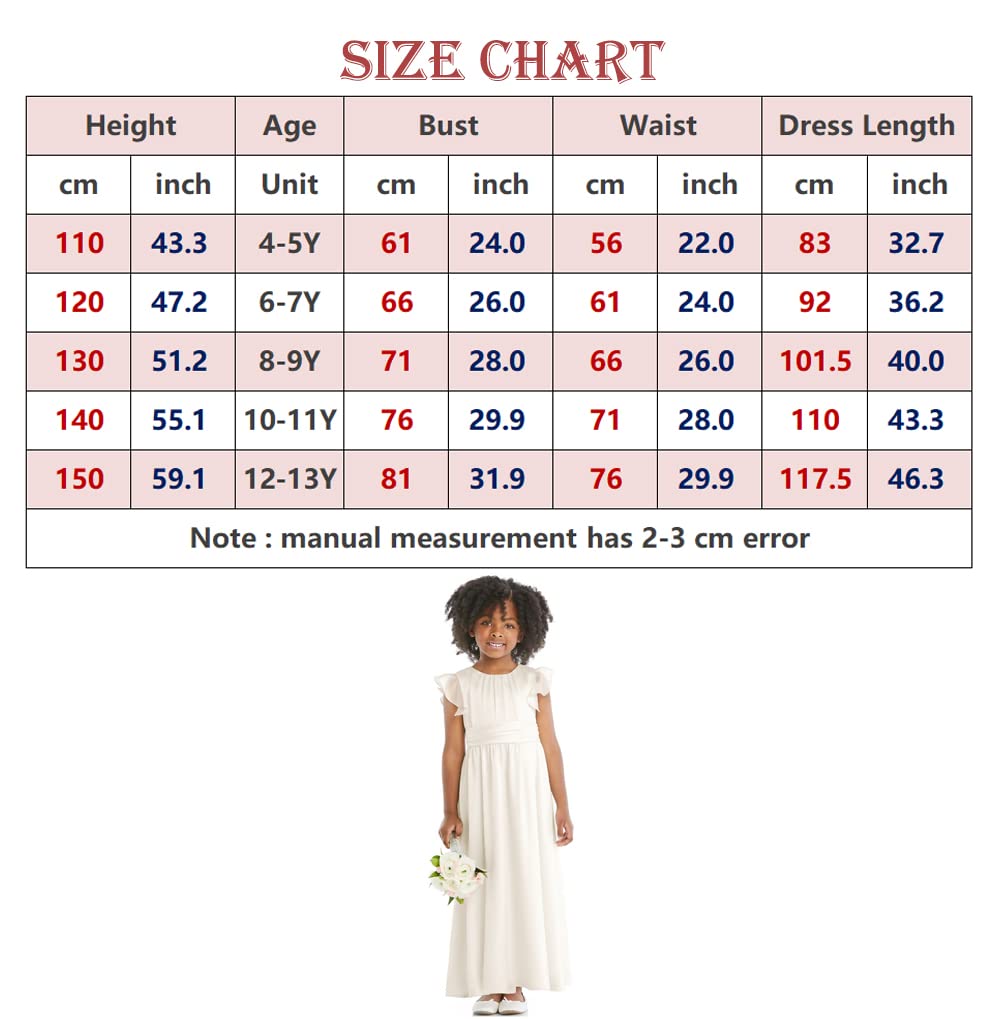 SIZE CHART
Height Age Bust Waist Dress Length
cm inch Unit cm inch cm inch cm inch
110 43.3 4-5Y 61 24.0 56 22.0 83 32.7
120 47.2 6-7Y 66 26.0 61 24.0 92 36.2
130 51.2 8-9Y 71 28.0 66 26.0 101.5 40.0
140 55.1 10-11Y 76 29.9 71 28.0 110 43.3
150 59.1 12-13Y 81 31.9 76 29.9 117.5 46.3
Note : manual measurement has 2-3 cm error